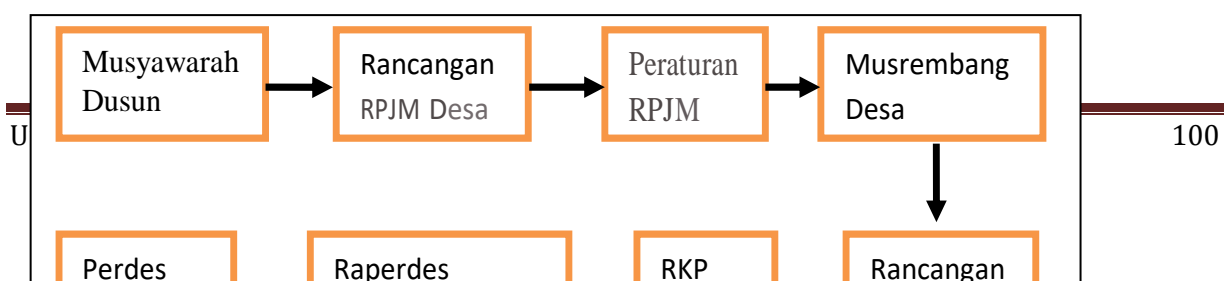 Musyawarah
Dusun
Rancangan
RPJM Desa
Peraturan
RPJM
Musrembang
Desa
U
100
Perdes
Raperdes
RKP
Rancangan